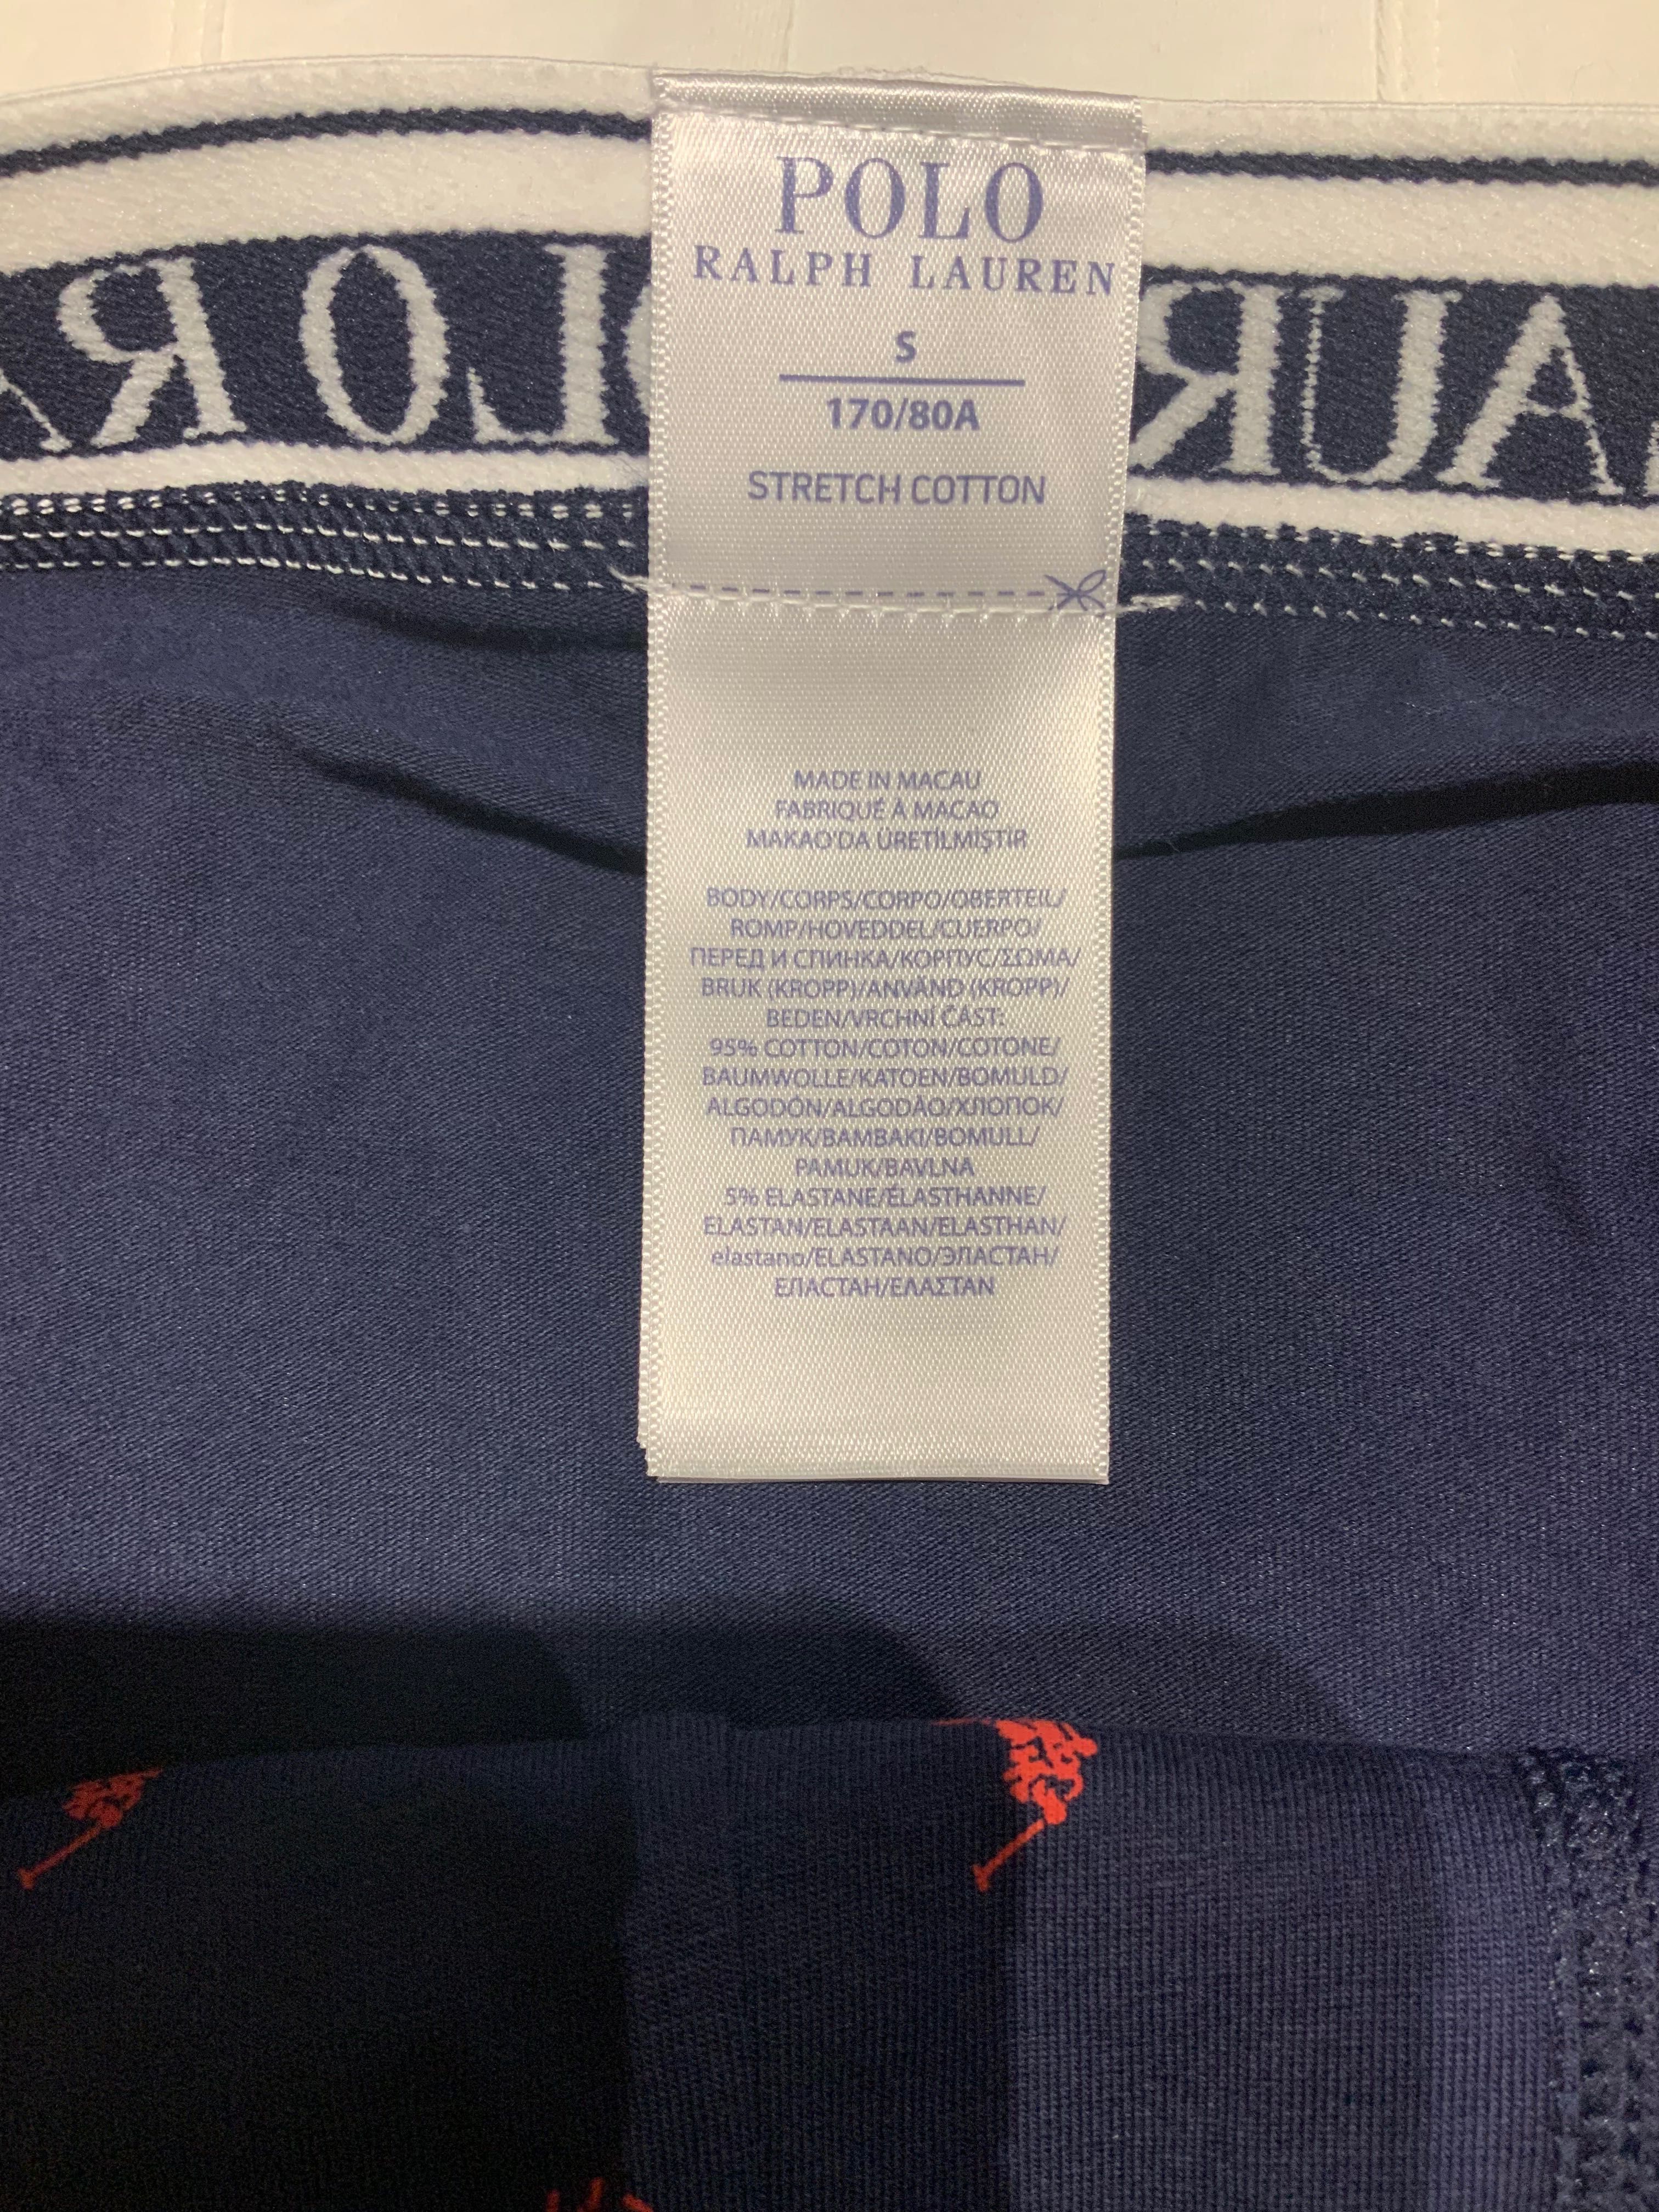 POLO
RALPH LAUREN
S
170/80A
STRETCH COTTON
MADE IN MACAU
FABRIQUÉ À MACAO
MAKAO'DA ÜRETİLMİŞTİR
BODY/CORPS/CORPO/OBERTEIL/
ROMP/HOVEDDEL/CUERPO/
ПЕРЕД И СПИНКА/КОРПУС/ΣΩΜΑ/
BRUK (KROPP)/ANVÄND (KROPP)/
BEDEN/VRCHNÍ ČÁST:
95% COTTON/COTON/COTONE/
BAUMWOLLE/KATOEN/BOMULD/
ALGODÓN/ALGODÃO/ХЛОПОК/
ПАМУК/ΒΑΜΒΑΚΙ/BOMULL/
PAMUK/BAVLNA
5% ELASTANE/ÉLASTHANNE/
ELASTAN/ELASTAAN/ELASTHAN/
elastano/ELASTANO/ЭЛАСТАН/
ЕЛАСТАН/ΕΛΑΣΤΑΝ